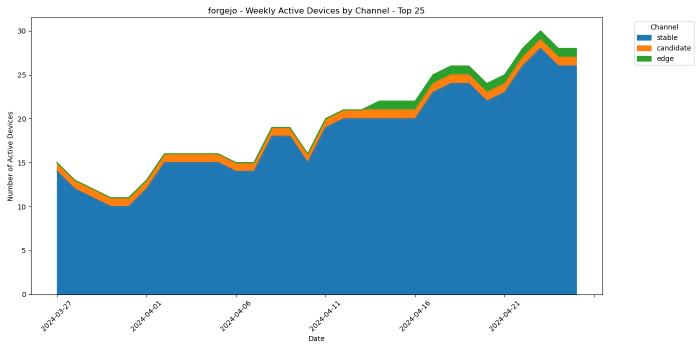 forgejo - Weekly Active Devices by Channel - Top 25
Channel
stable
candidate
edge
Number of Active Devices
30
25
20
15
10
5
0
2024-03-27
2024-04-01
2024-04-06
2024-04-11
2024-04-16
2024-04-21
Date